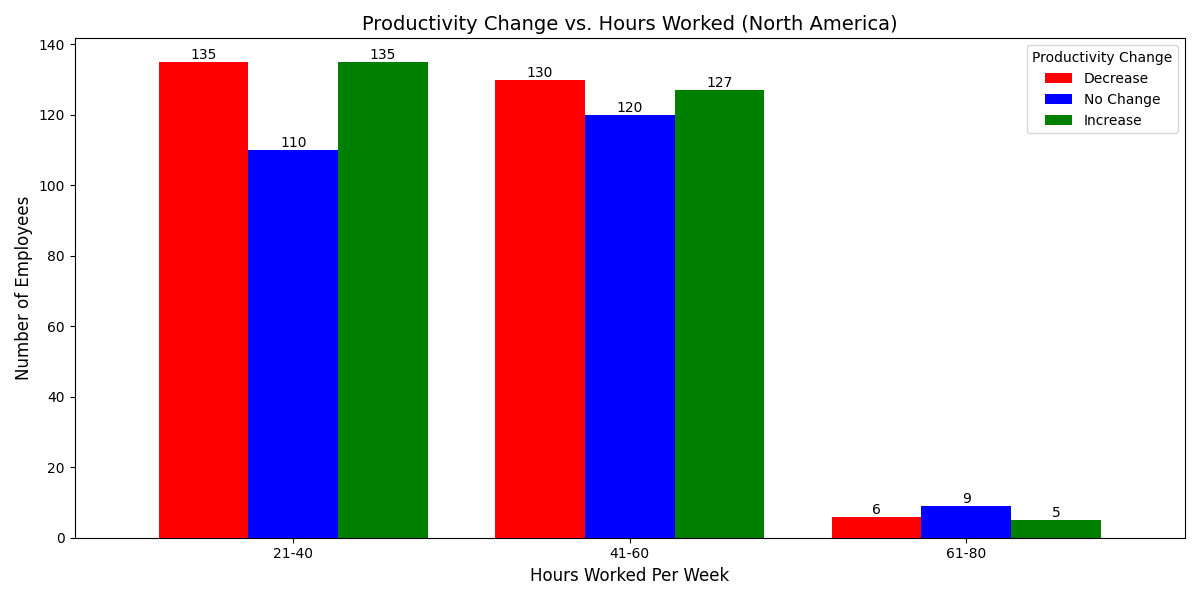 Productivity Change vs. Hours Worked (North America)
Number of Employees
140
120
100
80
60
40
20
0
135
110
135
130
120
127
6
9
5
Productivity Change
Decrease
No Change
Increase
21-40
41-60
61-80
Hours Worked Per Week